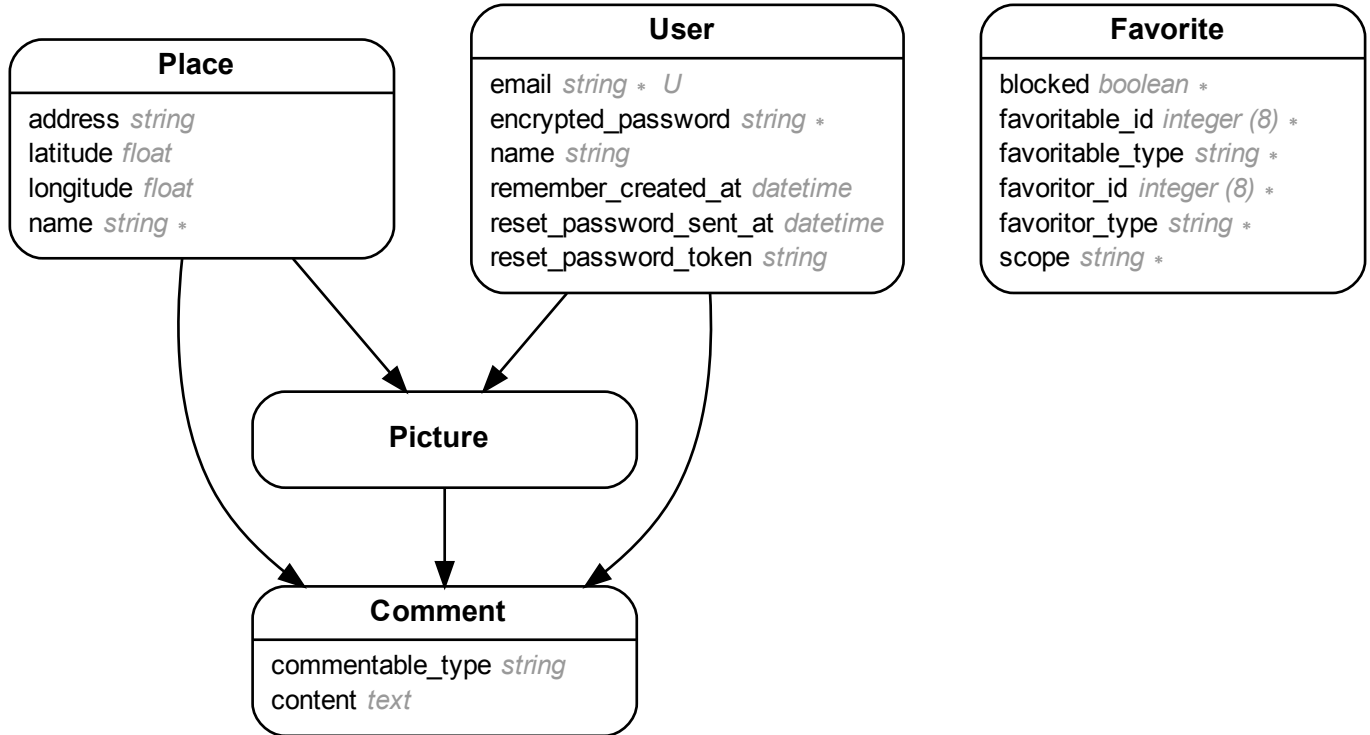 Place
address string
latitude float
longitude float
name string *
User
email string * U
encrypted_password string *
name string
remember_created_at datetime
reset_password_sent_at datetime
reset_password_token string
Favorite
blocked boolean *
favoritable_id integer (8) *
favoritable_type string *
favoritor_id integer (8) *
favoritor_type string *
scope string *
Picture
Comment
commentable_type string
content text